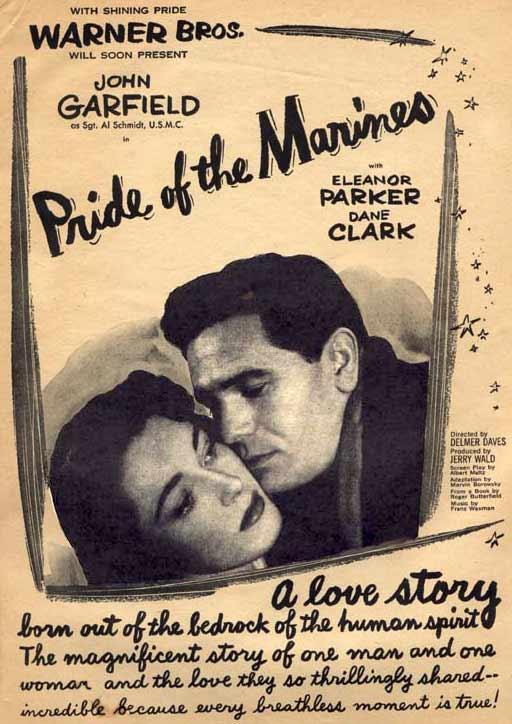 WITH SHINING PRIDE
WARNER BROS.
WILL SOON PRESENT
JOHN
GARFIELD
as Sgt. Al Schmidt, U.S.M.C.
in
Pride of the Marines
with
ELEANOR
PARKER
DANE
CLARK
Directed by
DELMER DAVES
Produced by
JERRY WALD
Screen Play by
Albert Maltz
Adaptation by
Marvin Borowsky
From a Book by
Roger Butterfield
Music by
Franz Waxman
a love story
born out of the bedrock of the human spirit
The magnificent story of one man and one
woman and the love they so thrillingly shared--
incredible because every breathless moment is true!